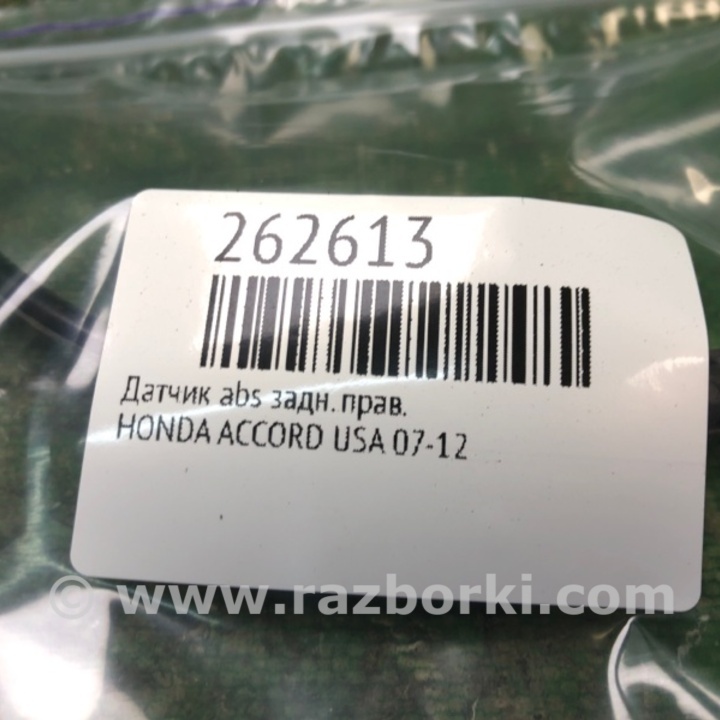 262613
Датчик abs задн. прав.
HONDA ACCORD USA 07-12
© www.razborki.com